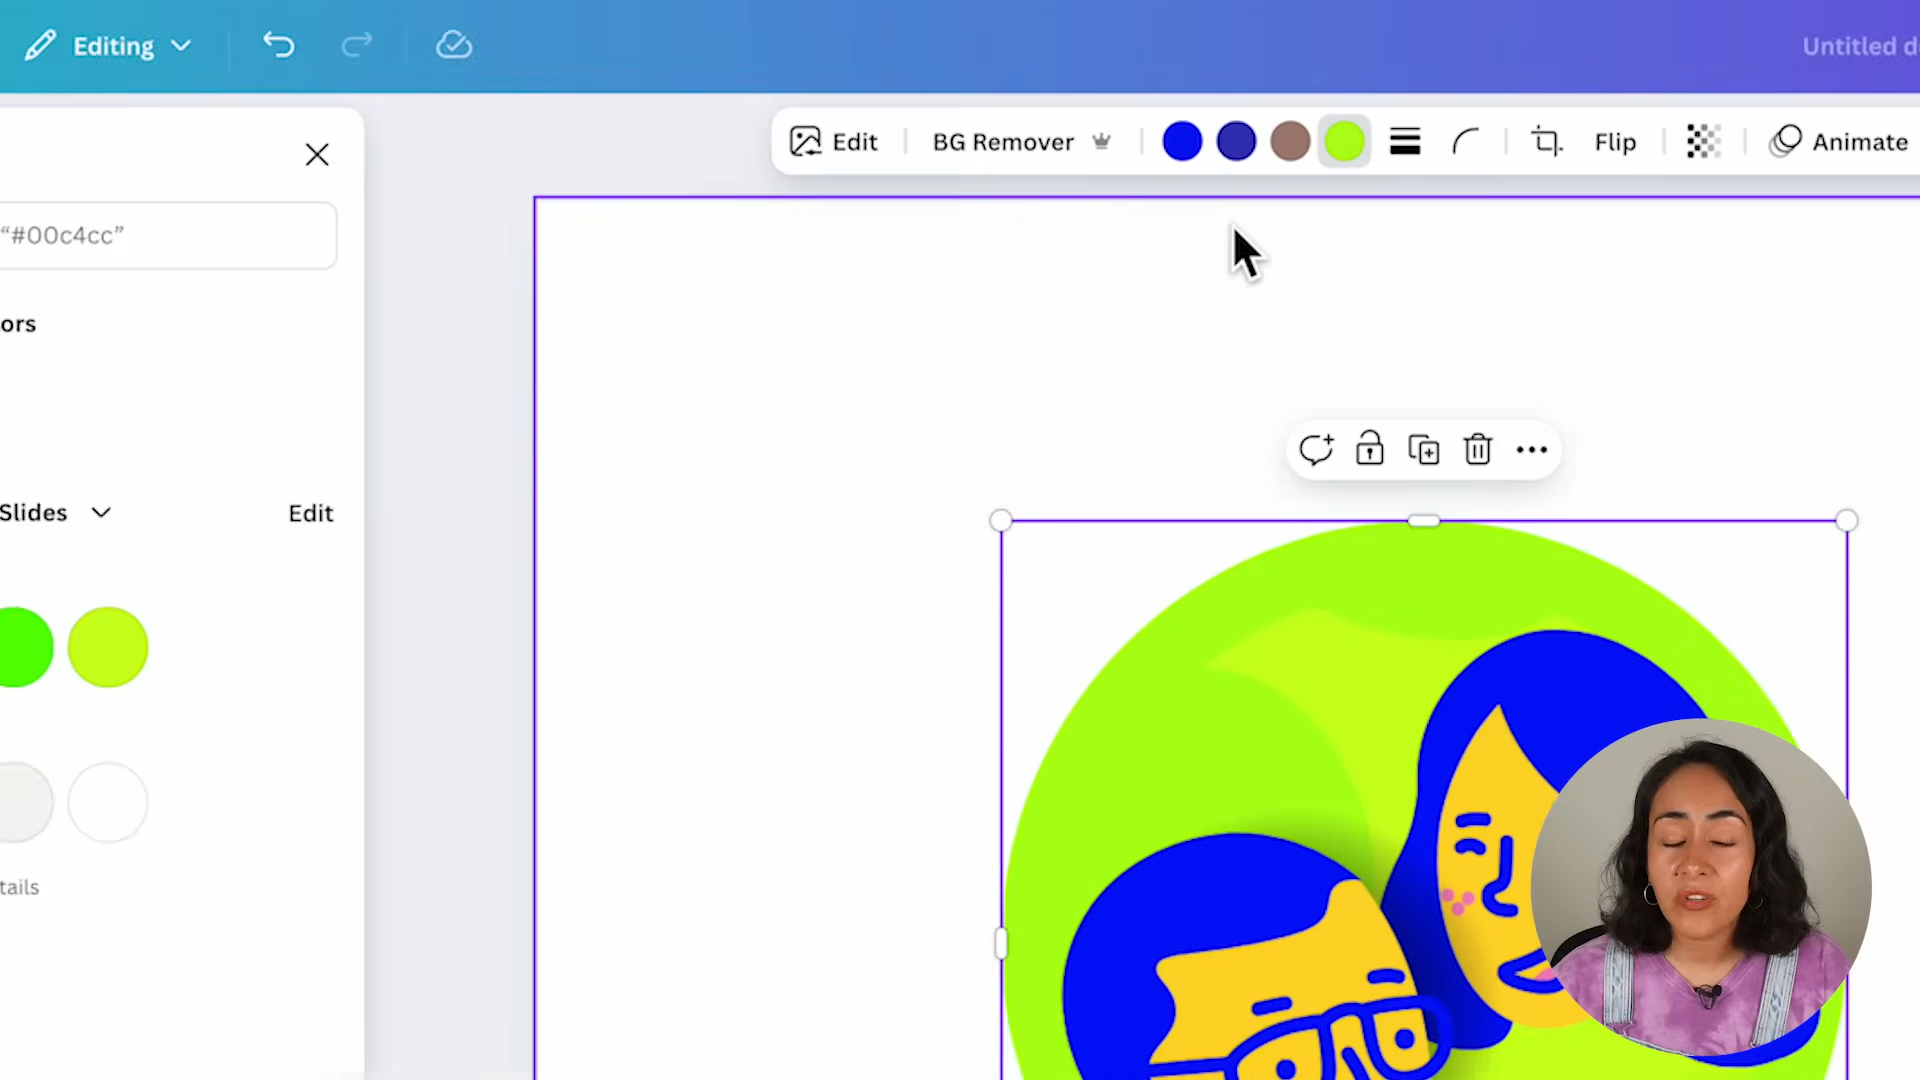 Editing
Untitled d
Edit
BG Remover
Flip
Animate
“#00c4cc”
ors
Slides
Edit
tails